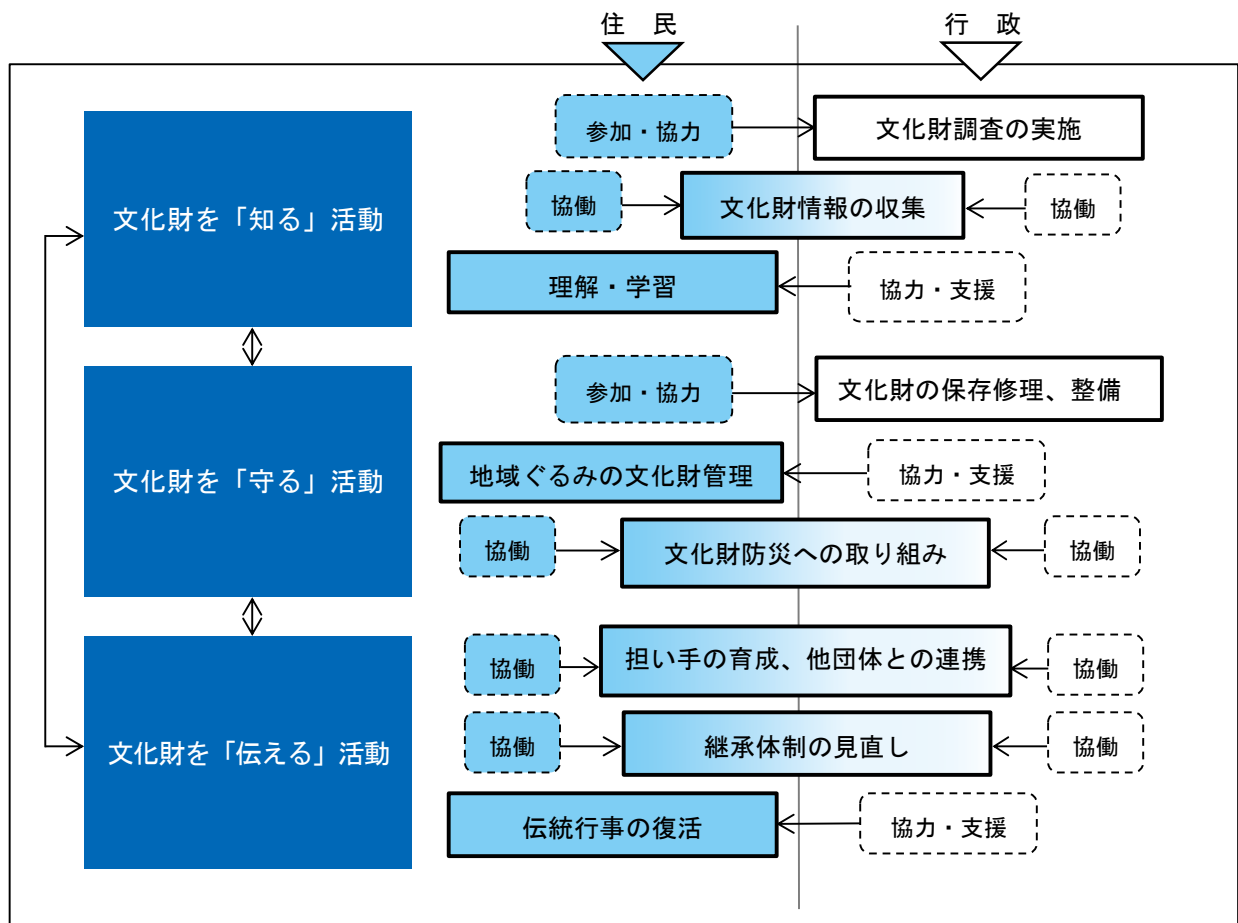 住　民
行　政
文化財を「知る」活動
参加・協力
文化財調査の実施
協働
文化財情報の収集
協働
理解・学習
協力・支援
文化財を「守る」活動
参加・協力
文化財の保存修理、整備
地域ぐるみの文化財管理
協力・支援
協働
文化財防災への取り組み
協働
文化財を「伝える」活動
協働
担い手の育成、他団体との連携
協働
協働
継承体制の見直し
協働
伝統行事の復活
協力・支援